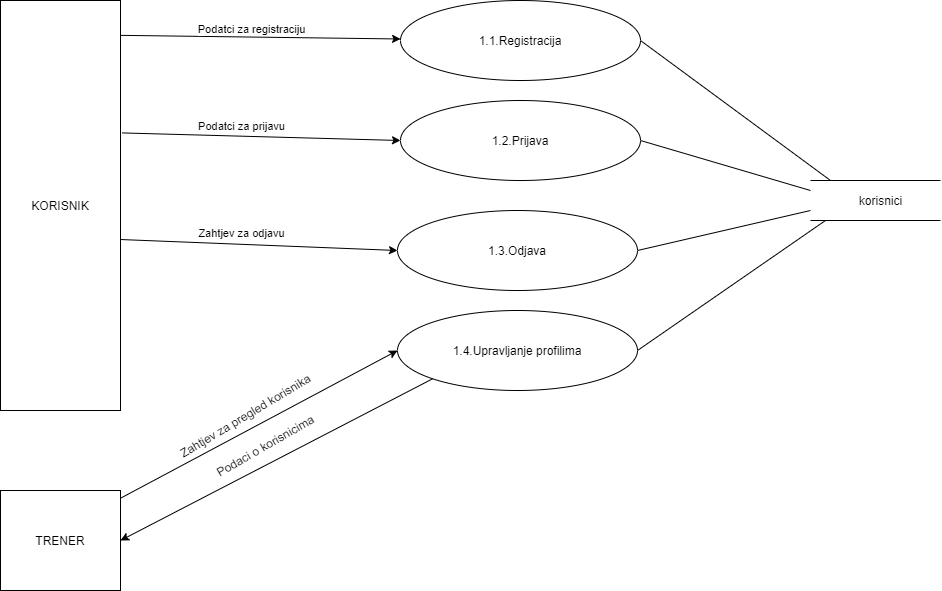 Podatci za registraciju
1.1.Registracija
Podatci za prijavu
1.2.Prijava
KORISNIK
korisnici
Zahtjev za odjavu
1.3.Odjava
1.4.Upravljanje profilima
Zahtjev za pregled korisnika
Podaci o korisnicima
TRENER